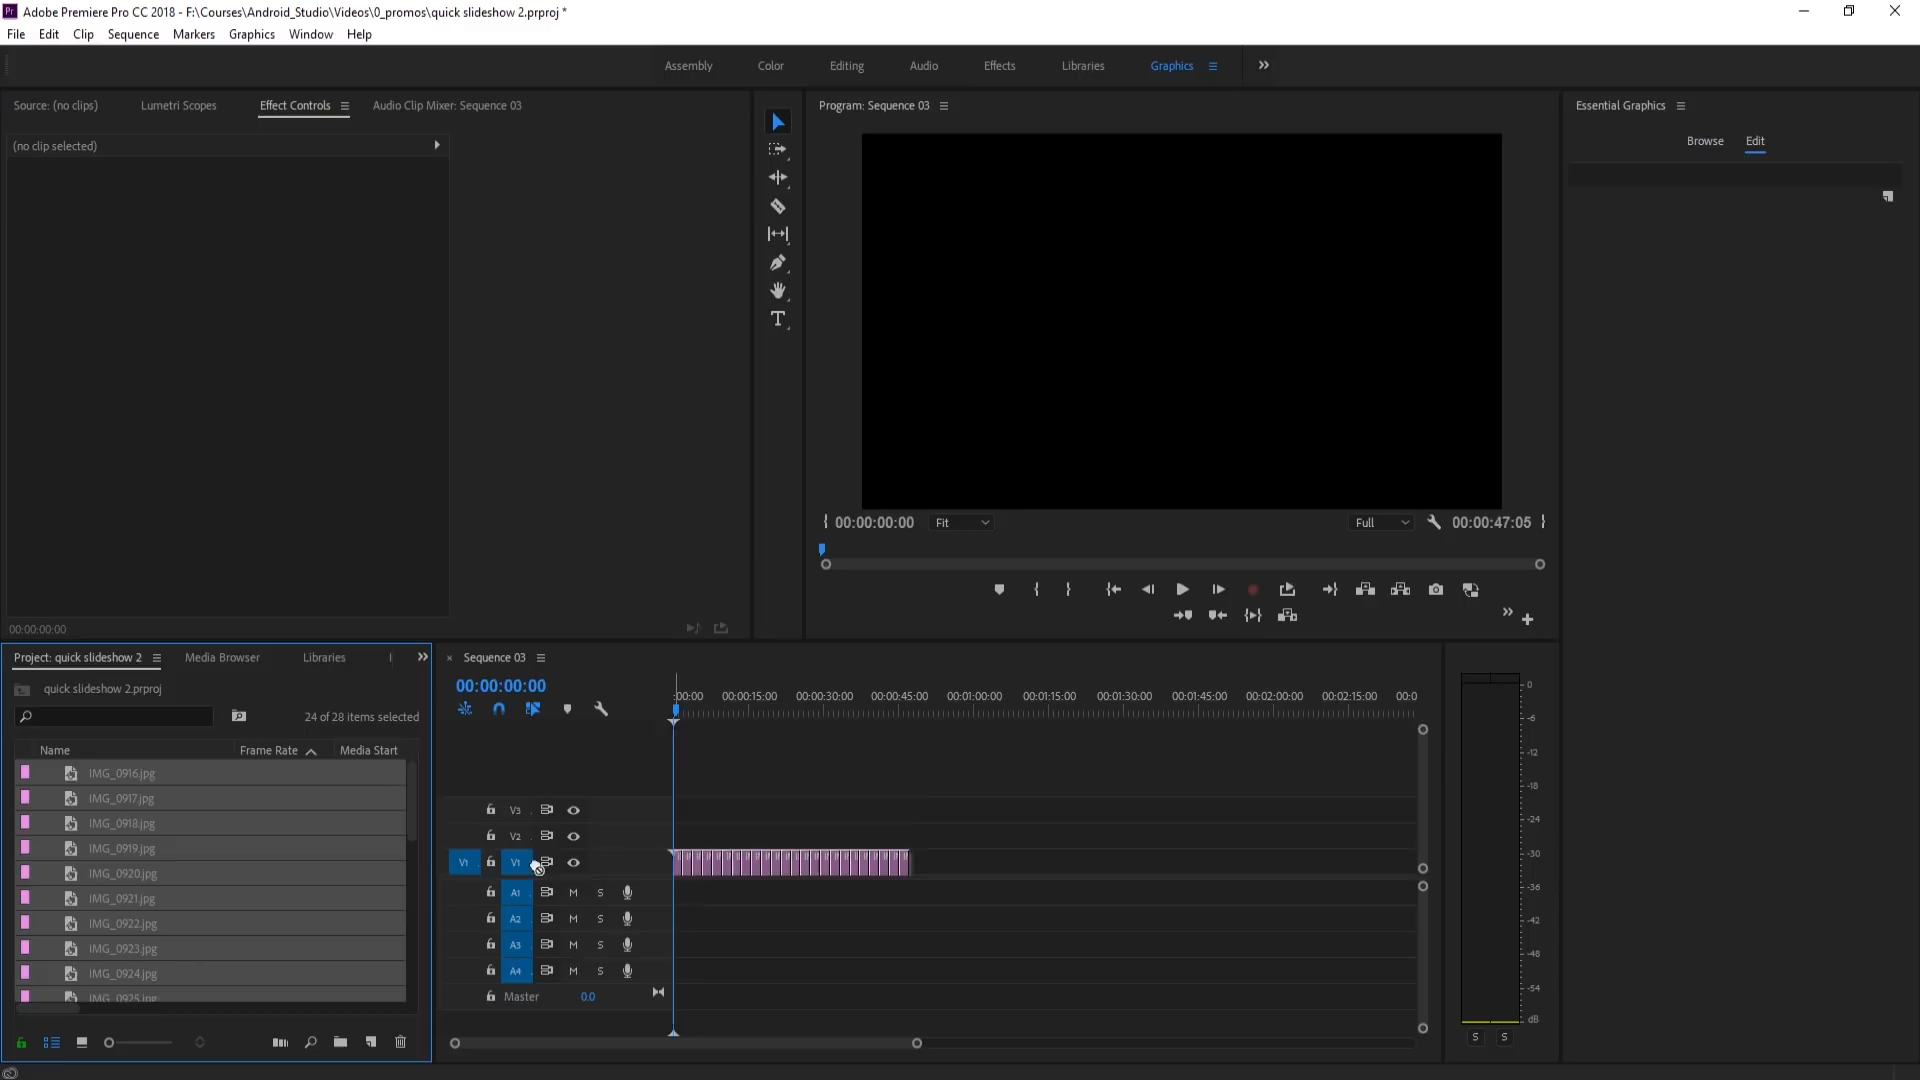 Pr Adobe Premiere Pro CC 2018 - F:\Courses\Android_Studio\Videos\0_promos\quick slideshow 2.prproj *
File Edit Clip Sequence Markers Graphics Window Help
Assembly Color Editing Audio Effects Libraries Graphics
Source: (no clips) Lumetri Scopes Effect Controls Audio Clip Mixer: Sequence 03
Program: Sequence 03
Essential Graphics
(no clip selected)
Browse Edit
00:00:00:00 Fit Full 00:00:47:05
00:00:00:00
Project: quick slideshow 2 Media Browser Libraries
Sequence 03
quick slideshow 2.prproj
00:00:00:00
:00:00 00:00:15:00 00:00:30:00 00:00:45:00 00:01:00:00 00:01:15:00 00:01:30:00 00:01:45:00 00:02:00:00 00:02:15:00 00:0
24 of 28 items selected
Name Frame Rate Media Start
IMG_0916.jpg
IMG_0917.jpg
IMG_0918.jpg
IMG_0919.jpg
IMG_0920.jpg
IMG_0921.jpg
IMG_0922.jpg
IMG_0923.jpg
IMG_0924.jpg
IMG_0925.jpg
V3
V2
V1 V1
A1 M S
A2 M S
A3 M S
A4 M S
Master 0.0
0
-6
-12
-18
-24
-30
-36
-42
-48
-54
dB
S S